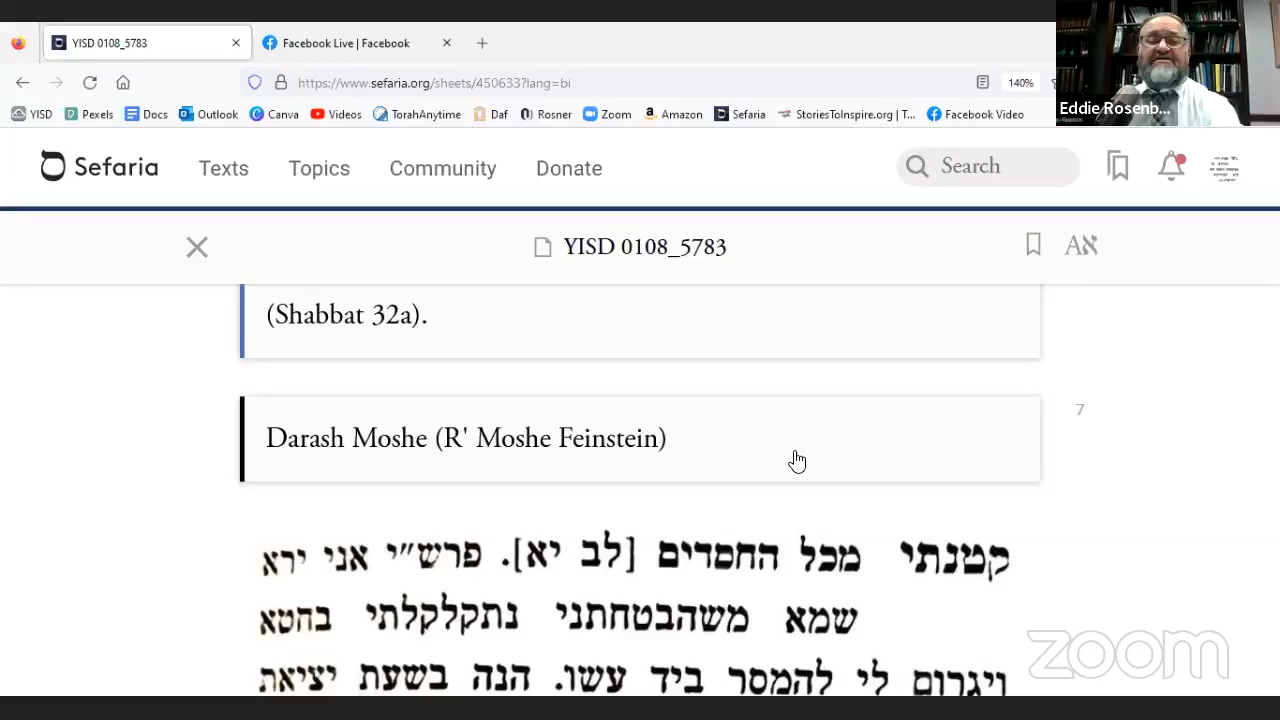 YISD 0108_5783
Facebook Live | Facebook
https://www.sefaria.org/sheets/450633?lang=bi
140%
YISD
Pexels
Docs
Outlook
Canva
Videos
TorahAnytime
Daf
Rosner
Zoom
Amazon
Sefaria
StoriesToInspire.org | T...
Facebook Video
Eddie Rosenb...
Sefaria
Texts
Topics
Community
Donate
Search
YISD 0108_5783
Aא
(Shabbat 32a).
7
Darash Moshe (R' Moshe Feinstein)
קטנתי מכל החסדים [לב יא]. פרש״י אני ירא
שמא משהבטחתני נתקלקלתי בחטא
ויגרום לי להמסר ביד עשו. הנה בשעת יציאת
zoom